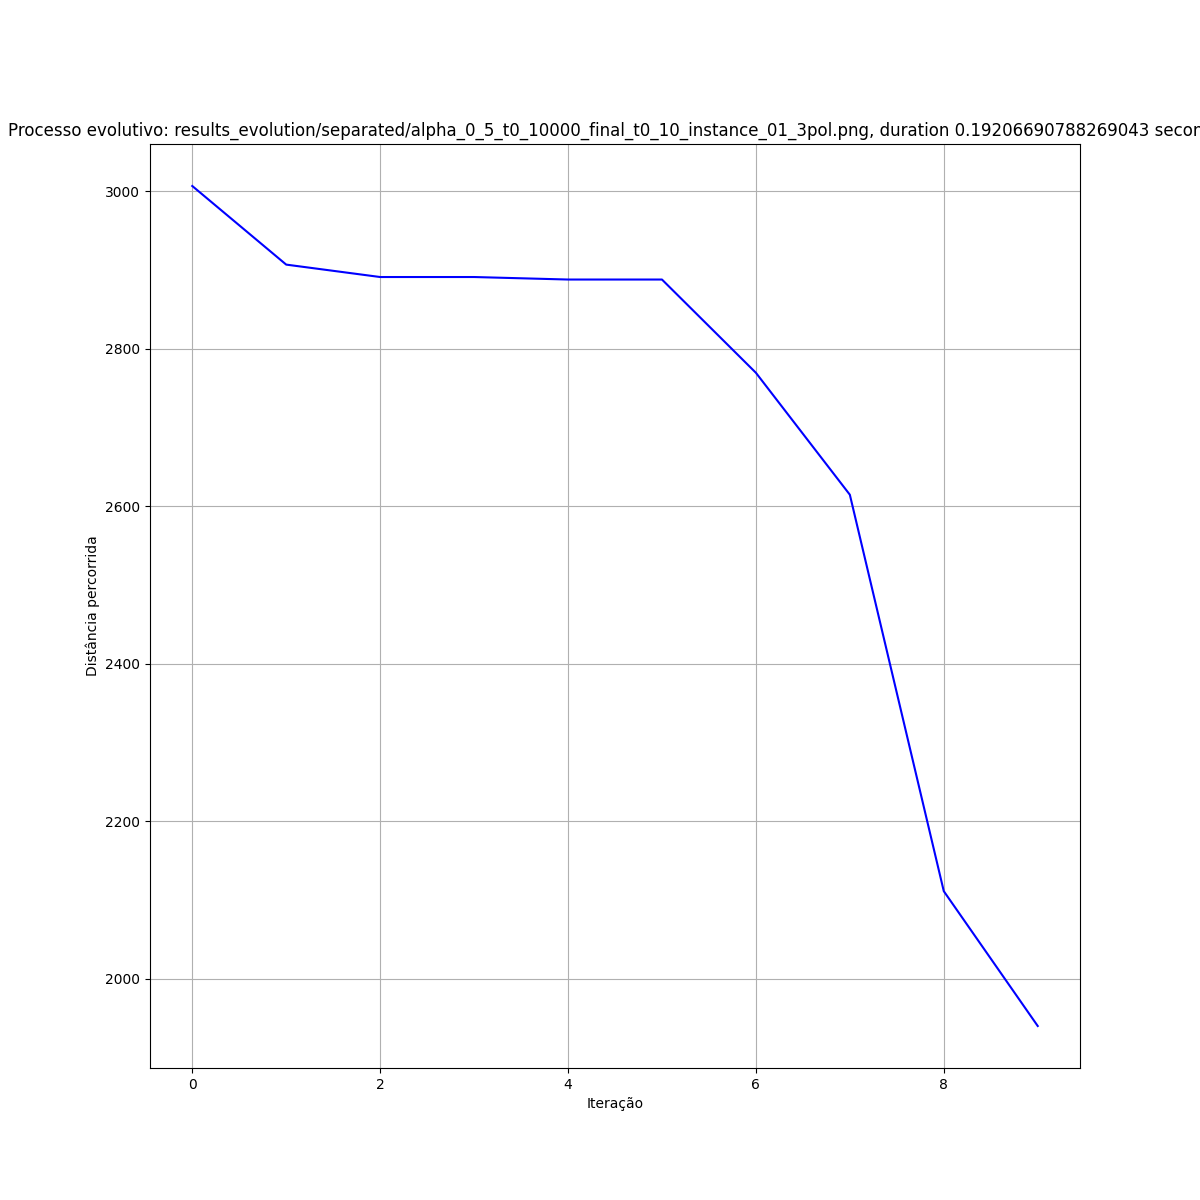 Processo evolutivo: results_evolution/separated/alpha_0_5_t0_10000_final_t0_10_instance_01_3pol.png, duration 0.19206690788269043
3000
2800
2600
2400
2200
2000
Distância percorrida
0 2 4 6 8
Iteração